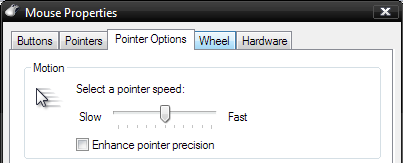 Mouse Properties
Buttons Pointers Pointer Options Wheel Hardware
Motion
Select a pointer speed:
Slow Fast
Enhance pointer precision